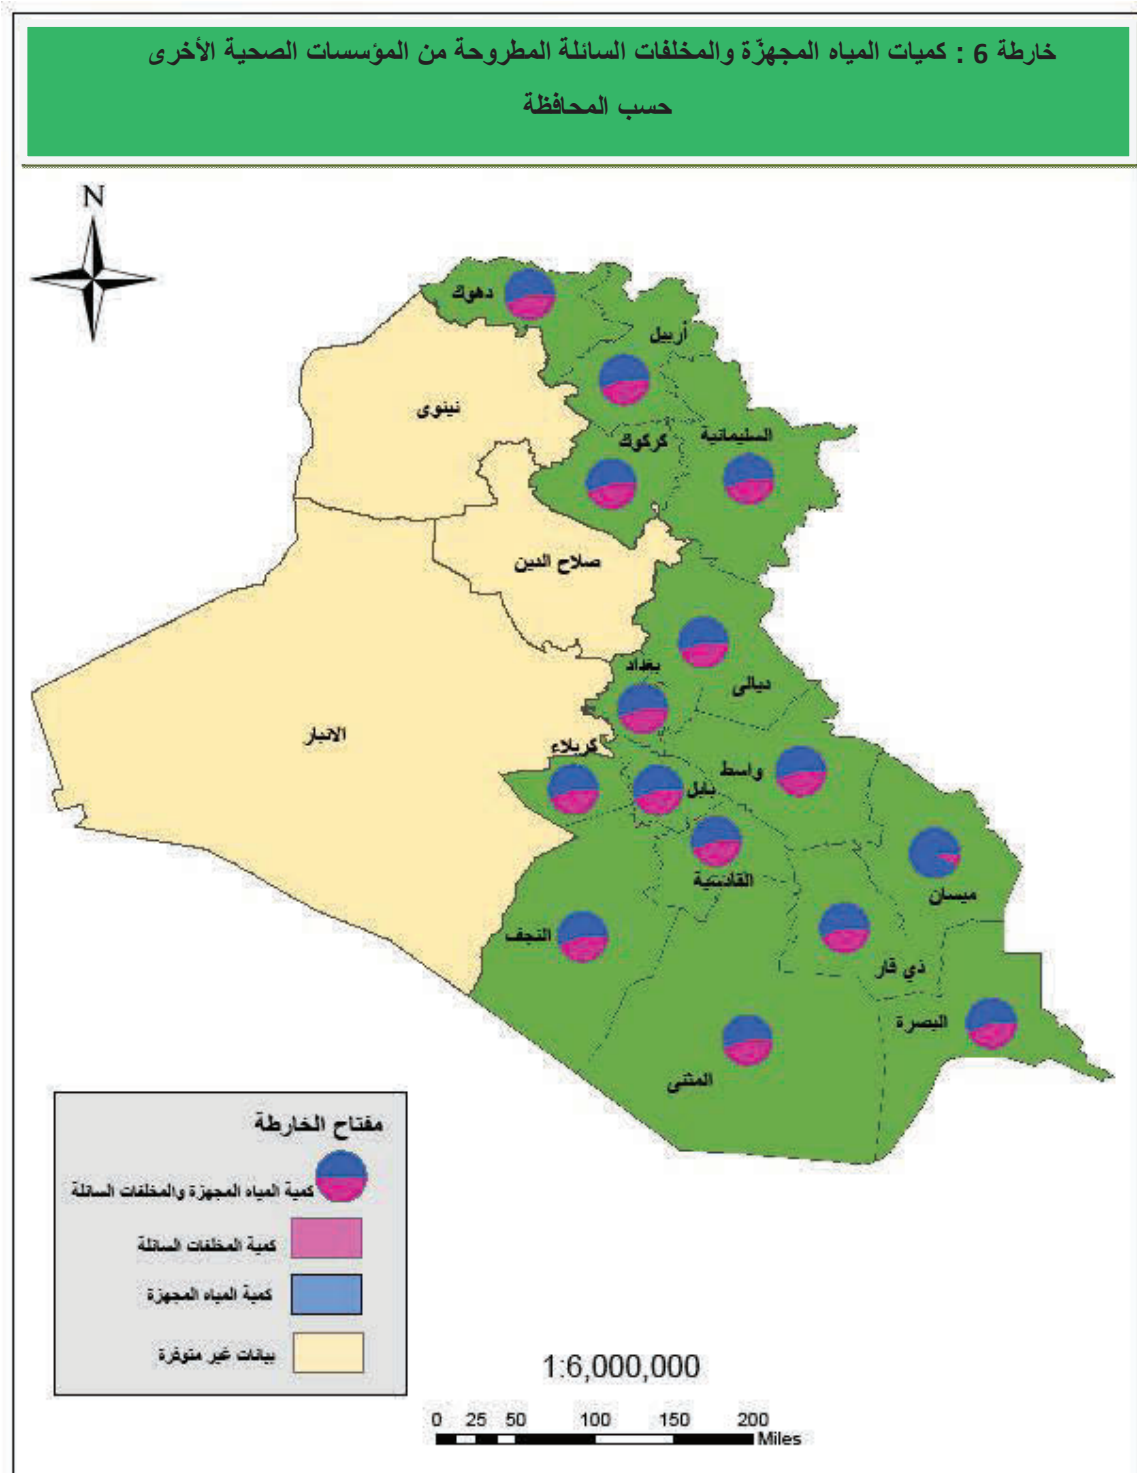 خارطة 6 : كميات المياه المجهزّة والمخلفات السائلة المطروحة من المؤسسات الصحية الأخرى
حسب المحافظة
N
دهوك
أربيل
نينوى
كركوك
السليمانية
صلاح الدين
بغداد
ديالى
الانبار
كربلاء
بابل
واسط
القادسية
ميسان
النجف
ذي قار
البصرة
المثنى
مفتاح الخارطة
كمية المياه المجهزة والمخلفات السائلة
كمية المخلفات السائلة
كمية المياه المجهزة
بيانات غير متوفرة
1:6,000,000
0 25 50 100 150 200
Miles